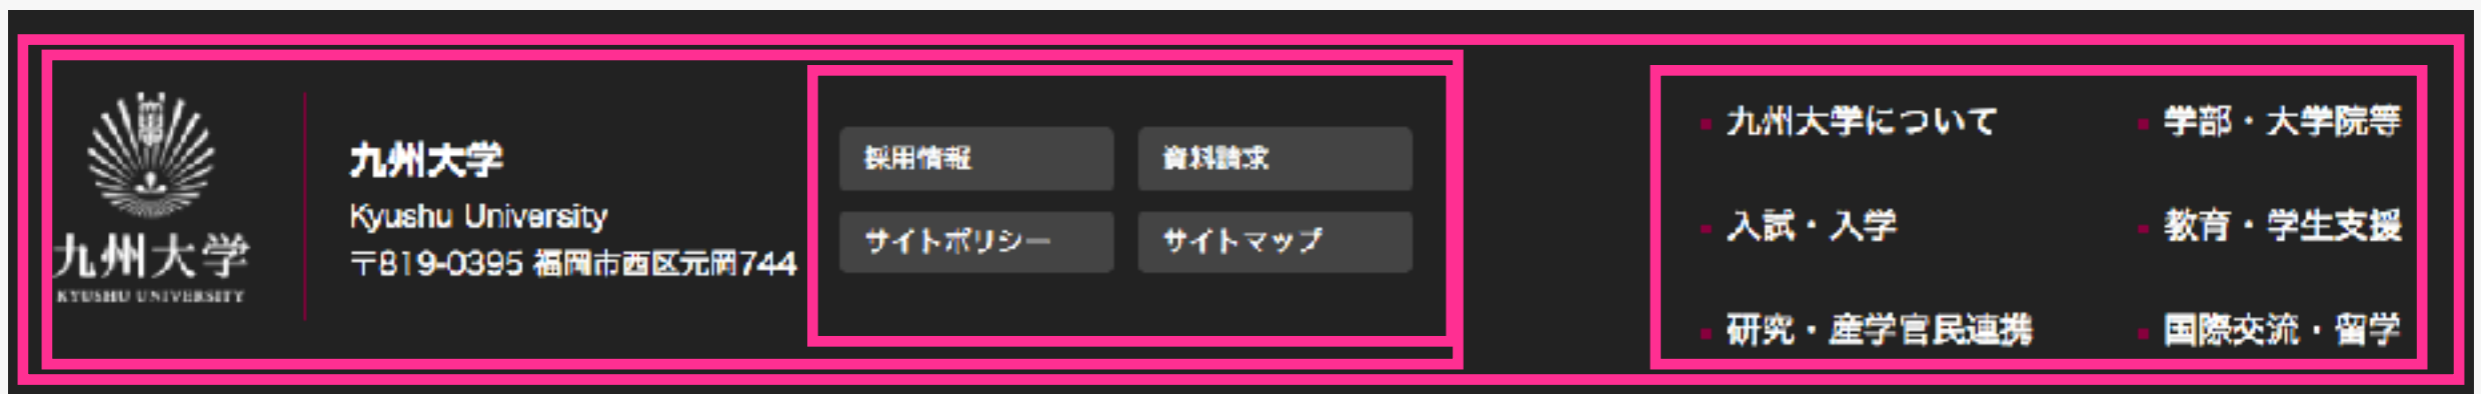 九州大学
KYUSHU UNIVERSITY
九州大学
Kyushu University
〒819-0395 福岡市西区元岡744
採用情報
資料請求
サイトポリシー
サイトマップ
九州大学について
学部・大学院等
入試・入学
教育・学生支援
研究・産学官民連携
国際交流・留学